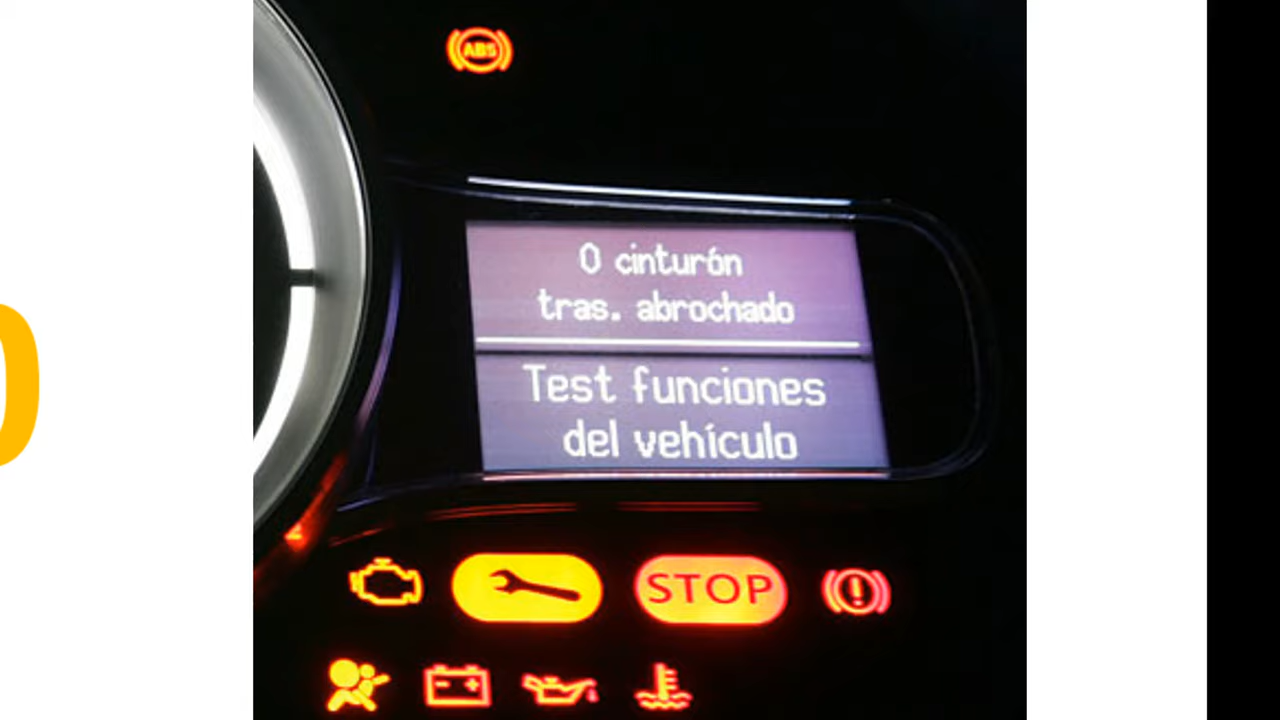 ABS
0 cinturón
tras. abrochado
Test funciones
del vehículo
STOP